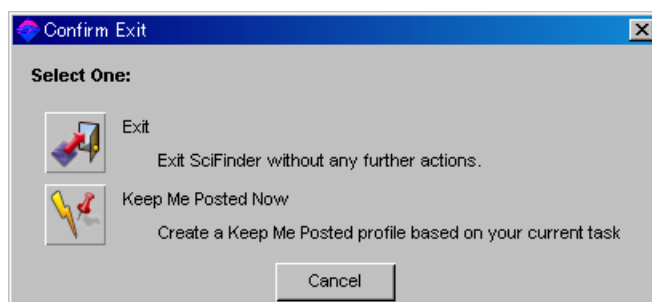 Confirm Exit
Select One:
Exit
Exit SciFinder without any further actions.
Keep Me Posted Now
Create a Keep Me Posted profile based on your current task
Cancel